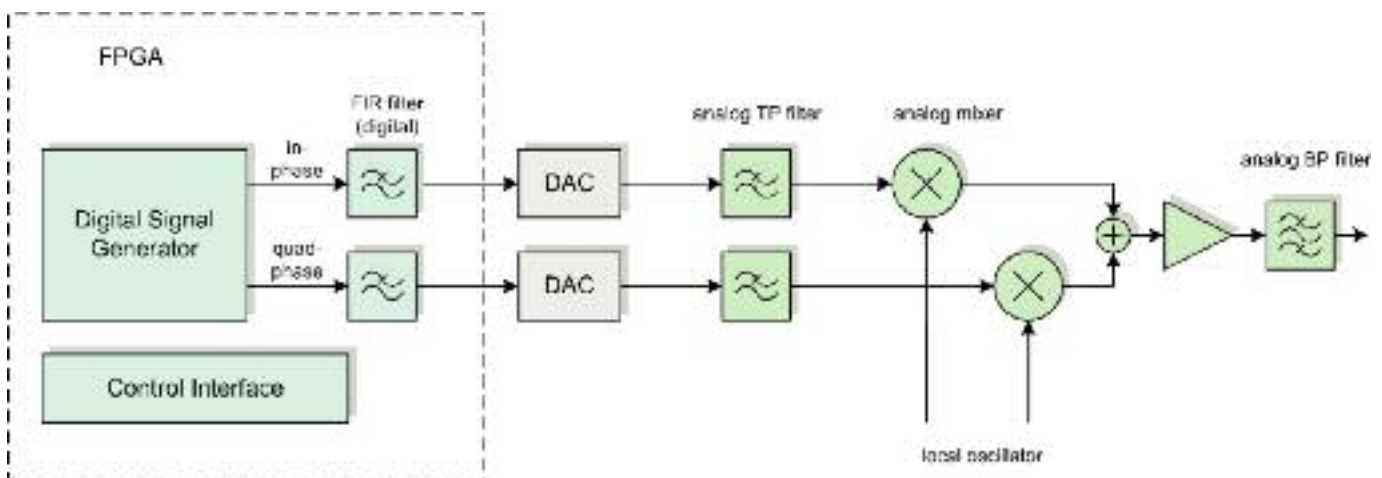 FPGA
FIR filter
(digital)
analog TP filter
analog mixer
analog BP filter
in-
phase
DAC
Digital Signal
Generator
quad-
phase
DAC
Control Interface
local oscillator